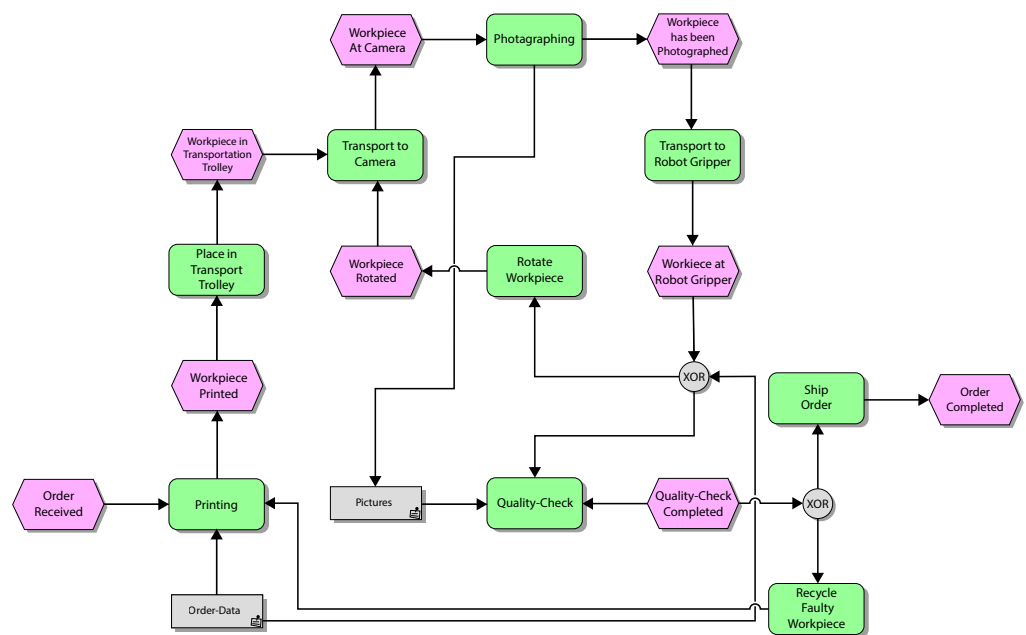 Workpiece
At Camera
Photagraphing
Workpiece
has been
Photographed
Workpiece in
Transportation
Trolley
Transport to
Camera
Transport to
Robot Gripper
Place in
Transport
Trolley
Workpiece
Rotated
Rotate
Workpiece
Workiece at
Robot Gripper
Workpiece
Printed
XOR
Ship
Order
Order
Completed
Order
Received
Printing
Pictures
Quality-Check
Quality-Check
Completed
XOR
Order-Data
Recycle
Faulty
Workpiece